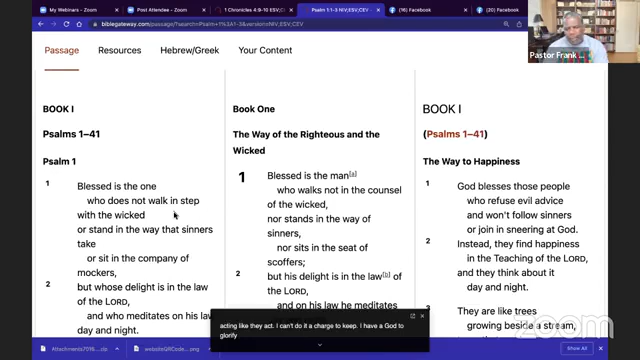 My Webinars - Zoom
Post Attendee - Zoom
1 Chronicles 4:9-10 ESV;CEV
Psalm 1:1-3 NIV;ESV;CEV
(8) Facebook
(20) Facebook
Passage
Resources
Hebrew/Greek
Your Content
Pastor Frank
BOOK I
Psalms 1–41
Psalm 1
1 Blessed is the one
who does not walk in step
with the wicked
or stand in the way that sinners
take
or sit in the company of
mockers,
2 but whose delight is in the law
of the LORD,
and who meditates on his law
day and night.
Book One
The Way of the Righteous and the
Wicked
1 Blessed is the man[a]
who walks not in the counsel
of the wicked,
nor stands in the way of
sinners,
nor sits in the seat of
scoffers;
2 but his delight is in the law[b] of
the LORD,
and on his law he meditates
BOOK I
(Psalms 1–41)
The Way to Happiness
1 God blesses those people
who refuse evil advice
and won't follow sinners
or join in sneering at God.
2 Instead, they find happiness
in the Teaching of the LORD,
and they think about it
day and night.
3 They are like trees
growing beside a stream,
acting like they act. I can't do it a charge to keep. I have a God to
glorify
zoom
Show All